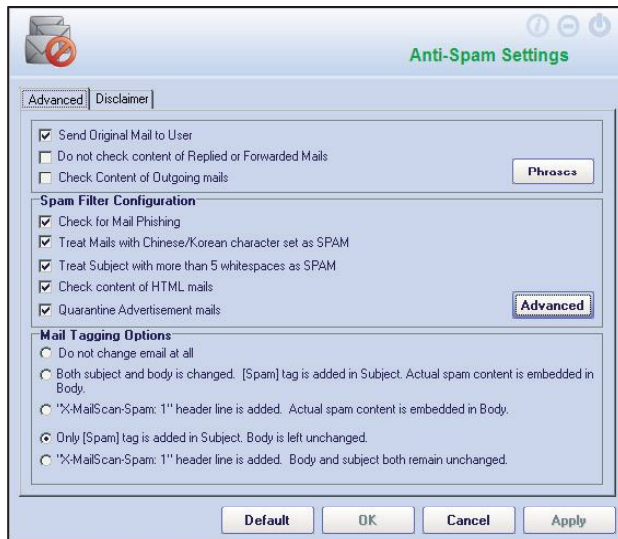 Anti-Spam Settings
Advanced
Disclaimer
Send Original Mail to User
Do not check content of Replied or Forwarded Mails
Check Content of Outgoing mails
Phrases
Spam Filter Configuration
Check for Mail Phishing
Treat Mails with Chinese/Korean character set as SPAM
Treat Subject with more than 5 whitespaces as SPAM
Check content of HTML mails
Quarantine Advertisement mails
Advanced
Mail Tagging Options
Do not change email at all
Both subject and body is changed. [Spam] tag is added in Subject. Actual spam content is embedded in
Body.
"X-MailScan-Spam: 1" header line is added. Actual spam content is embedded in Body.
Only [Spam] tag is added in Subject. Body is left unchanged.
"X-MailScan-Spam: 1" header line is added. Body and subject both remain unchanged.
Default
OK
Cancel
Apply